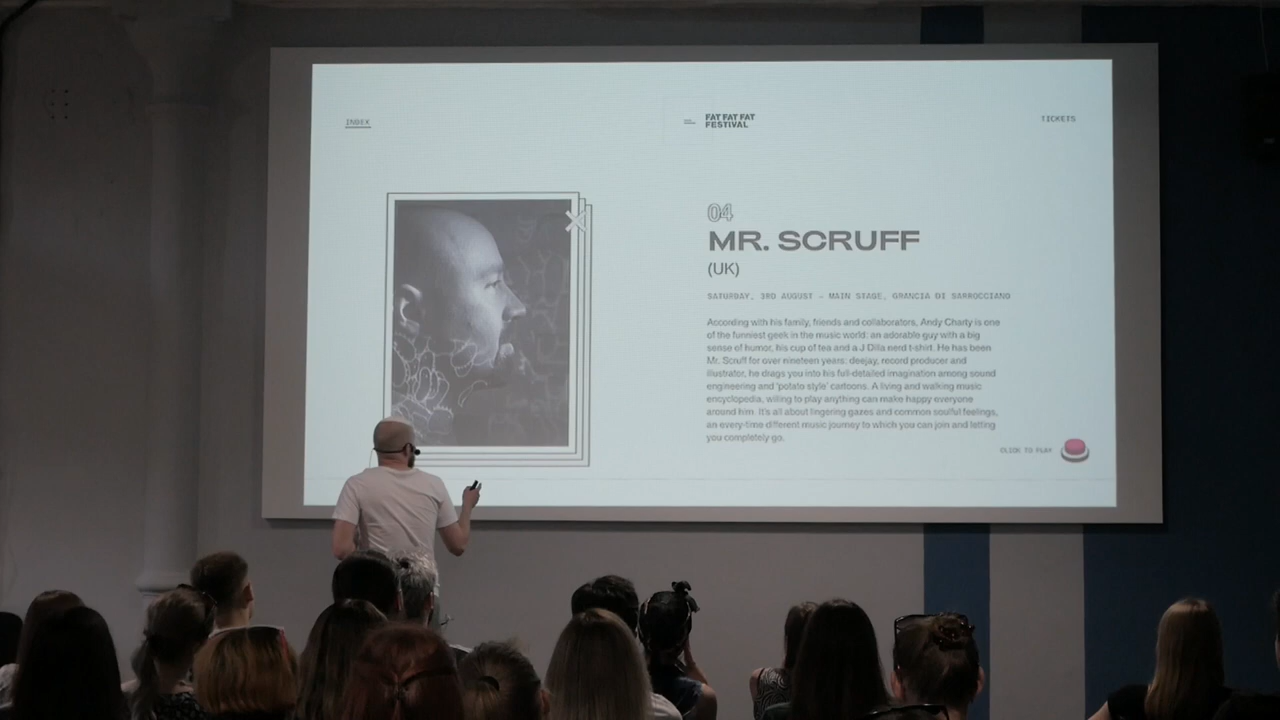 INDEX
FAT FAT FAT
FESTIVAL
TICKETS
04
MR. SCRUFF
(UK)
SATURDAY, 3RD AUGUST – MAIN STAGE, GRANCIA DI SARROCCIANO
According with his family, friends and collaborators, Andy Charty is one
of the funniest geek in the music world: an adorable guy with a big
sense of humor, his cup of tea and a J Dilla nerd t-shirt. He has been
Mr. Scruff for over nineteen years: deejay, record producer and
illustrator, he drags you into his full-detailed imagination among sound
engineering and 'potato style' cartoons. A living and walking music
encyclopedia, willing to play anything can make happy everyone
around him. It's all about lingering gazes and common soulful feelings,
an every-time different music journey to which you can join and letting
you completely go.
CLICK TO PLAY